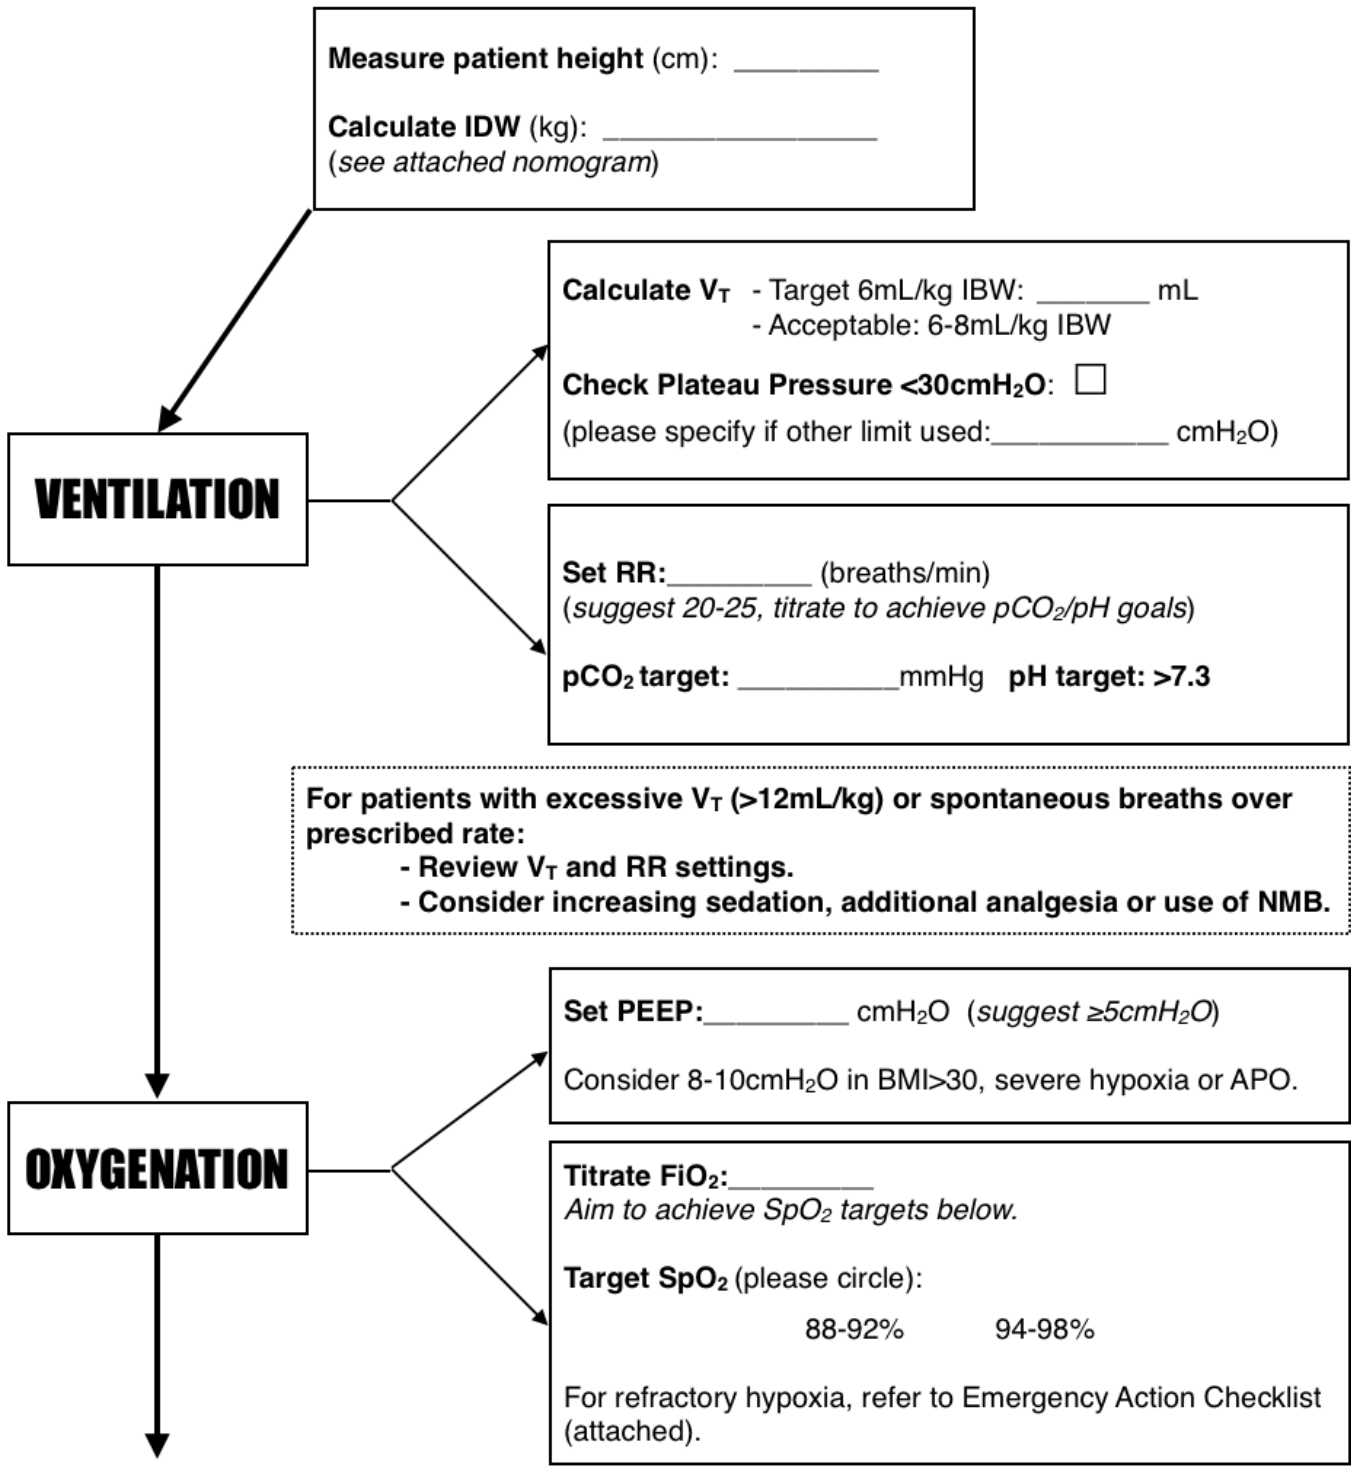 Measure patient height (cm): _________
Calculate IDW (kg): _________________
(see attached nomogram)
VENTILATION
Calculate VT - Target 6mL/kg IBW: _______ mL
- Acceptable: 6-8mL/kg IBW
Check Plateau Pressure <30cmH2O: ☐
(please specify if other limit used:___________ cmH2O)
Set RR:_________ (breaths/min)
(suggest 20-25, titrate to achieve pCO2/pH goals)
pCO2 target: __________mmHg pH target: >7.3
For patients with excessive VT (>12mL/kg) or spontaneous breaths over
prescribed rate:
- Review VT and RR settings.
- Consider increasing sedation, additional analgesia or use of NMB.
OXYGENATION
Set PEEP:_________ cmH2O (suggest ≥5cmH2O)
Consider 8-10cmH2O in BMI>30, severe hypoxia or APO.
Titrate FiO2:_________
Aim to achieve SpO2 targets below.
Target SpO2 (please circle):
88-92% 94-98%
For refractory hypoxia, refer to Emergency Action Checklist
(attached).